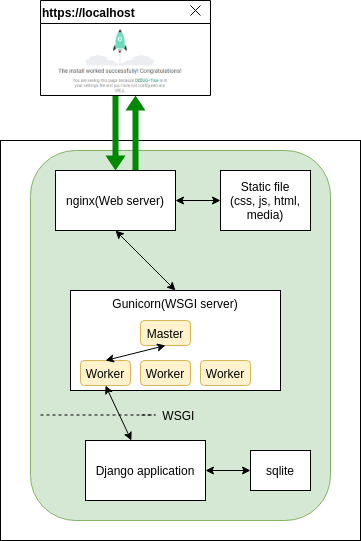 https://localhost
The install worked successfully! Congratulations!
You are seeing this page because DEBUG=True is in
your settings file and you have not configured any
URLs.
nginx(Web server)
Static file
(css, js, html,
media)
Gunicorn(WSGI server)
Master
Worker
Worker
Worker
WSGI
Django application
sqlite